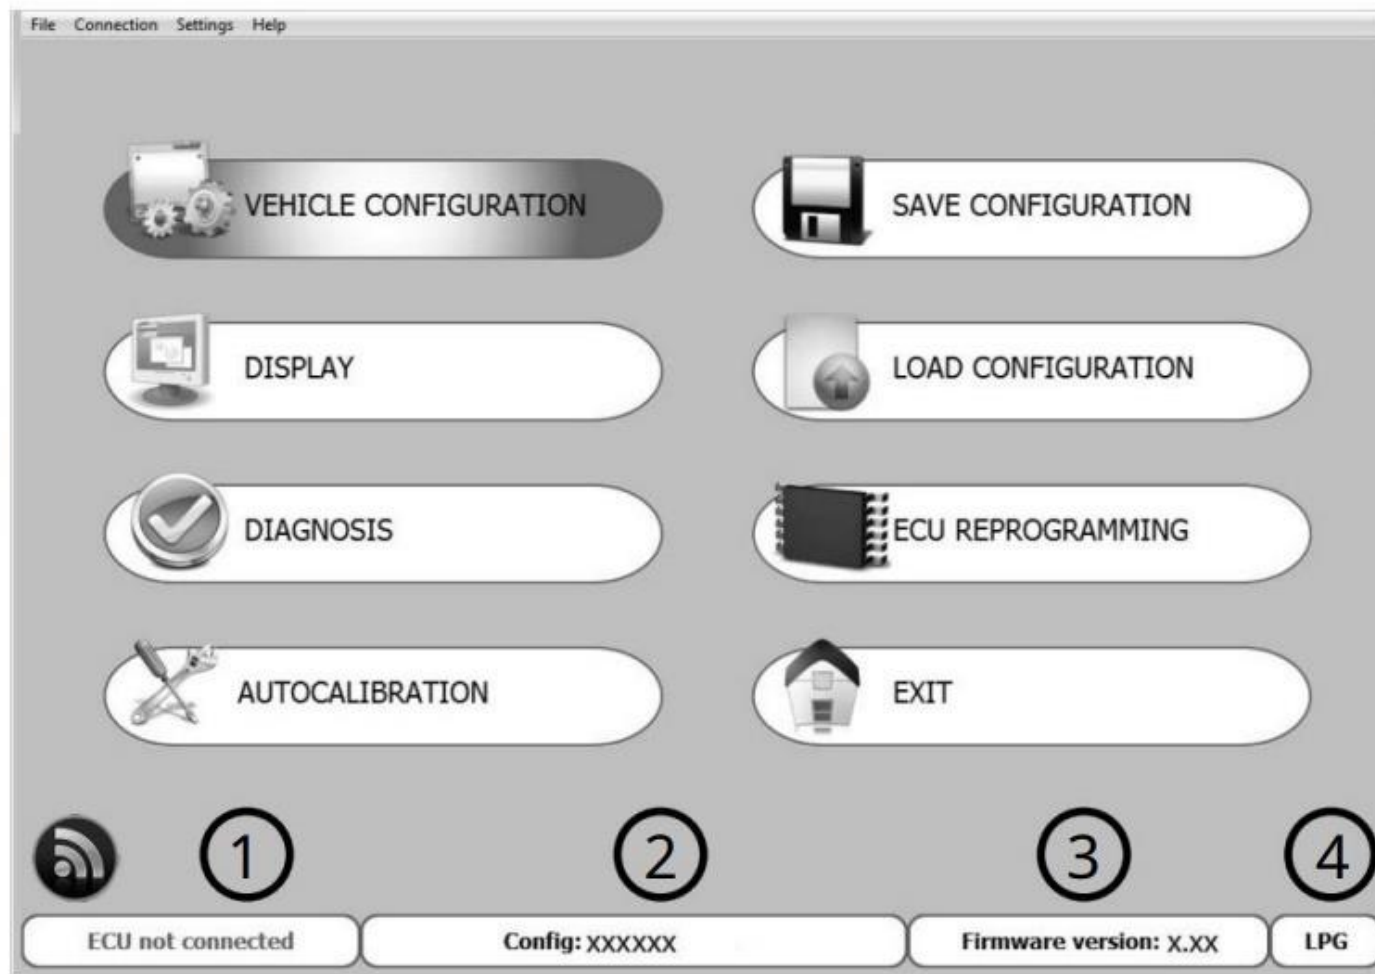 File Connection Settings Help
VEHICLE CONFIGURATION
SAVE CONFIGURATION
DISPLAY
LOAD CONFIGURATION
DIAGNOSIS
ECU REPROGRAMMING
AUTOCALIBRATION
EXIT
1 2 3 4
ECU not connected Config: XXXXXX Firmware version: X.XX LPG